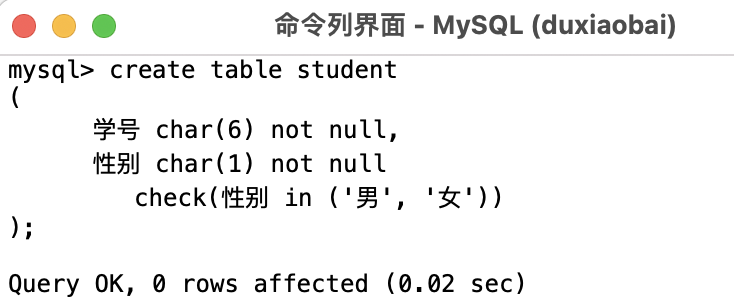 命令列界面 - MySQL (duxiaobai)
mysql> create table student
(
学号 char(6) not null,
性别 char(1) not null
check(性别 in ('男', '女'))
);
Query OK, 0 rows affected (0.02 sec)